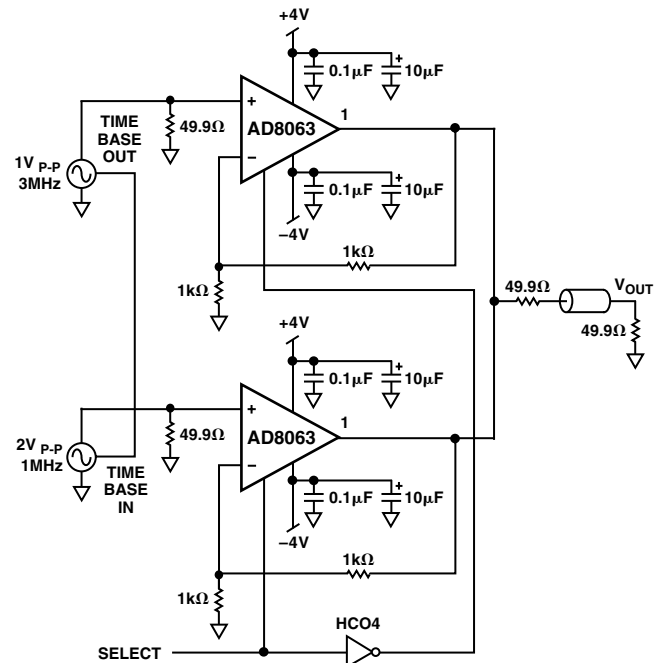 +4V
0.1µF
10µF
+
+
1
TIME
BASE
OUT
49.9Ω
AD8063
−
1V P-P
3MHz
+
0.1µF
10µF
−4V
1kΩ
1kΩ
49.9Ω
VOUT
49.9Ω
+4V
+
0.1µF
10µF
+
1
2V P-P
1MHz
49.9Ω
AD8063
−
TIME
BASE
IN
+
0.1µF
10µF
−4V
1kΩ
1kΩ
HCO4
SELECT